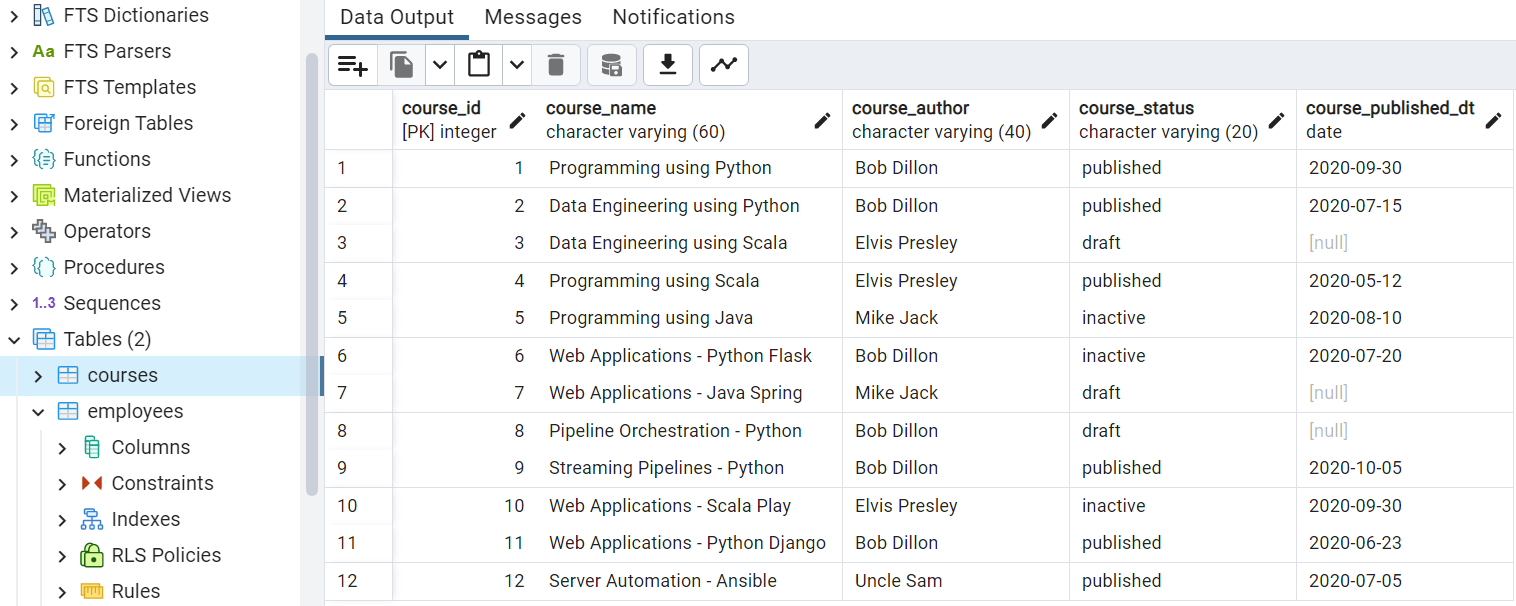 FTS Dictionaries
Aa FTS Parsers
FTS Templates
Foreign Tables
Functions
Materialized Views
Operators
Procedures
1..3 Sequences
Tables (2)
courses
employees
Columns
Constraints
Indexes
RLS Policies
Rules
Data Output Messages Notifications
course_id course_name course_author course_status course_published_dt
[PK] integer character varying (60) character varying (40) character varying (20) date
1 1 Programming using Python Bob Dillon published 2020-09-30
2 2 Data Engineering using Python Bob Dillon published 2020-07-15
3 3 Data Engineering using Scala Elvis Presley draft [null]
4 4 Programming using Scala Elvis Presley published 2020-05-12
5 5 Programming using Java Mike Jack inactive 2020-08-10
6 6 Web Applications - Python Flask Bob Dillon inactive 2020-07-20
7 7 Web Applications - Java Spring Mike Jack draft [null]
8 8 Pipeline Orchestration - Python Bob Dillon draft [null]
9 9 Streaming Pipelines - Python Bob Dillon published 2020-10-05
10 10 Web Applications - Scala Play Elvis Presley inactive 2020-09-30
11 11 Web Applications - Python Django Bob Dillon published 2020-06-23
12 12 Server Automation - Ansible Uncle Sam published 2020-07-05